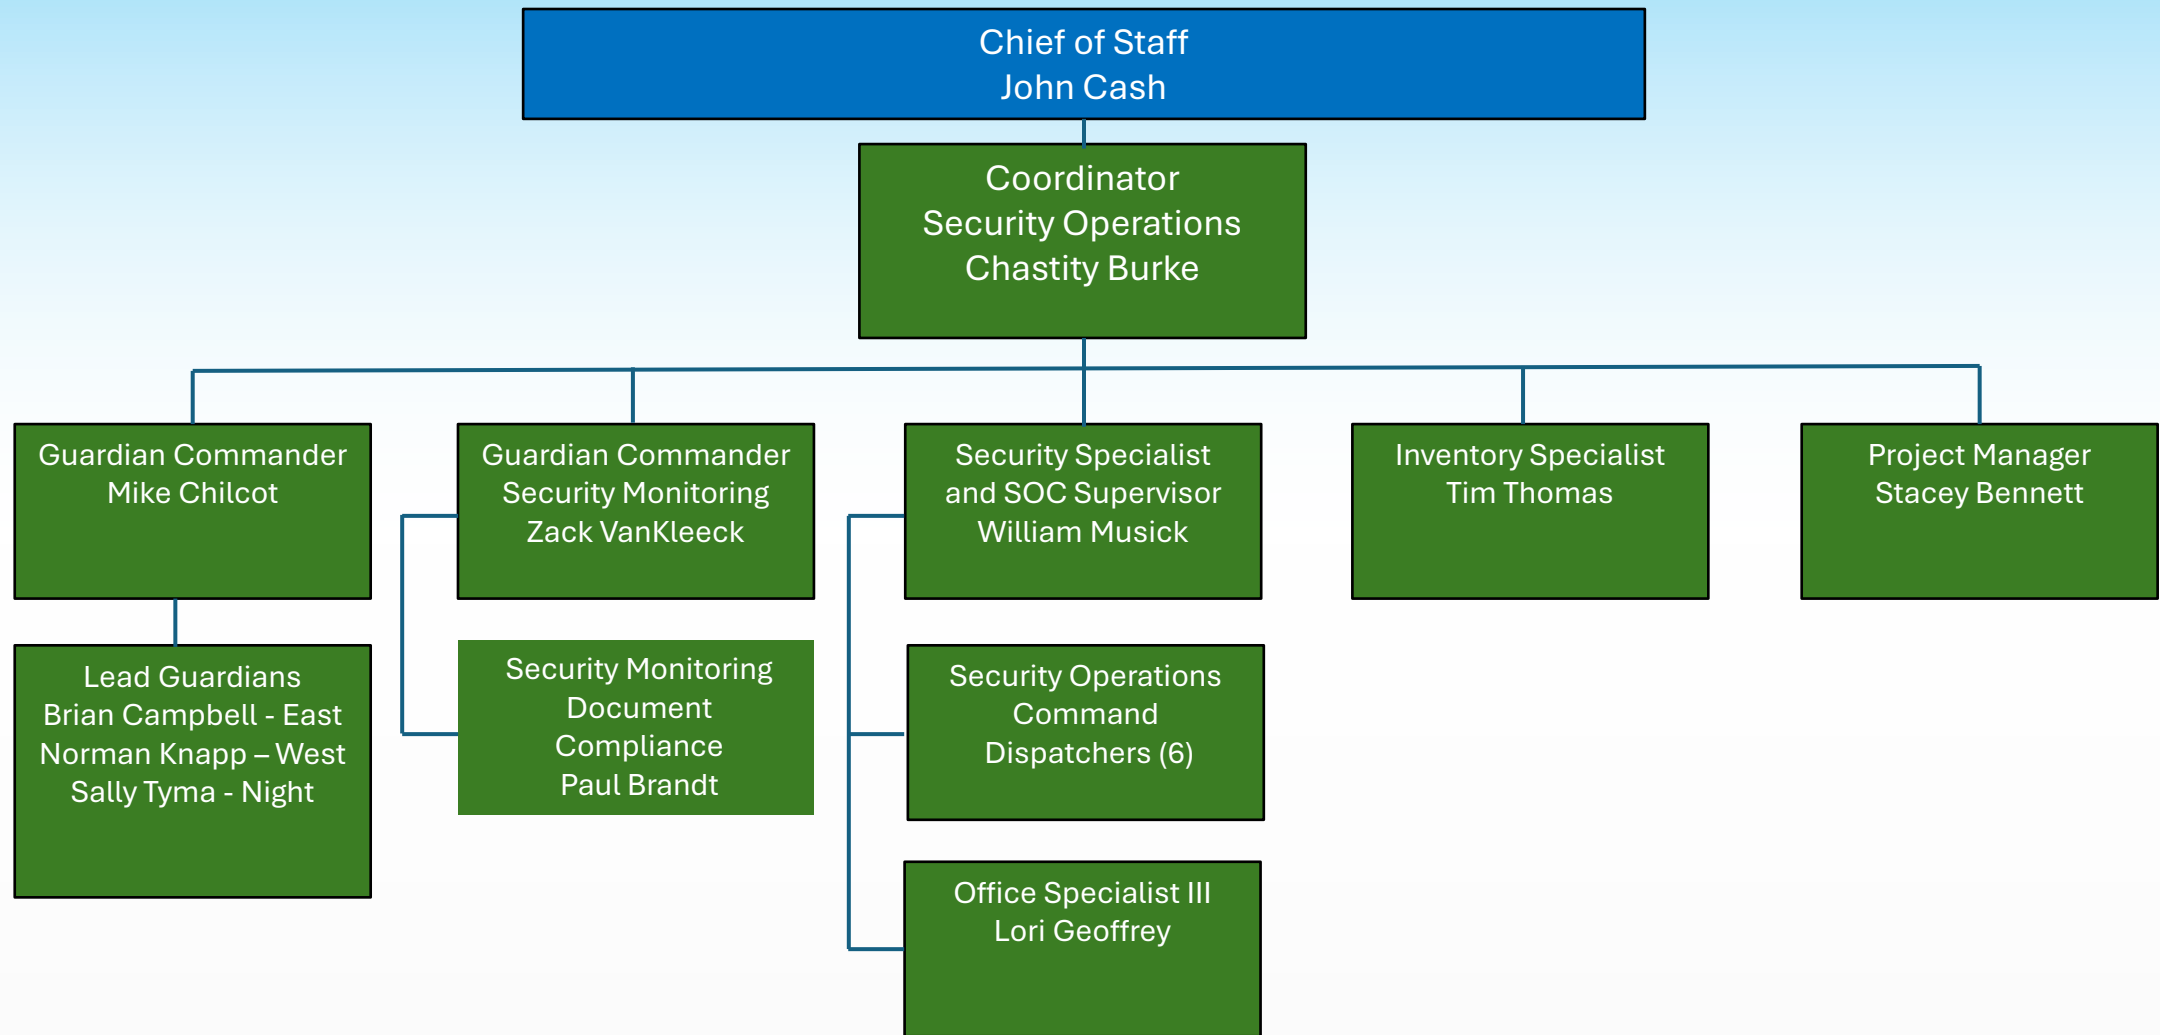 Chief of Staff
John Cash
Coordinator
Security Operations
Chastity Burke
Guardian Commander
Mike Chilcot
Guardian Commander
Security Monitoring
Zack VanKleeck
Security Specialist
and SOC Supervisor
William Musick
Inventory Specialist
Tim Thomas
Project Manager
Stacey Bennett
Lead Guardians
Brian Campbell - East
Norman Knapp – West
Sally Tyma - Night
Security Monitoring
Document
Compliance
Paul Brandt
Security Operations
Command
Dispatchers (6)
Office Specialist III
Lori Geoffrey